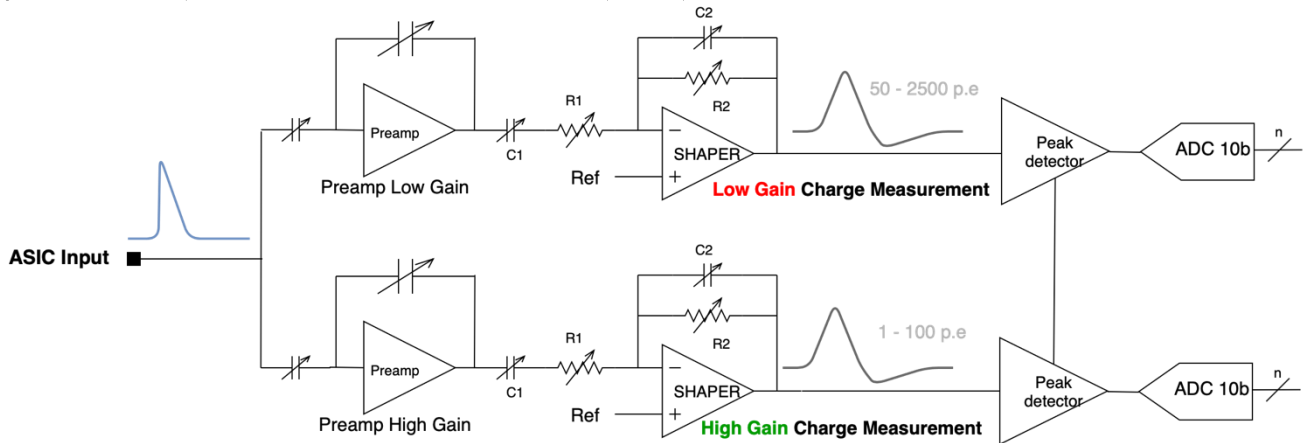 C2
R1
R2
50 - 2500 p.e
Preamp
C1
SHAPER
Peak
detector
ADC 10b
n
Ref
Preamp Low Gain
Low Gain Charge Measurement
ASIC Input
C2
R1
R2
1 - 100 p.e
Preamp
C1
SHAPER
Peak
detector
ADC 10b
n
Ref
Preamp High Gain
High Gain Charge Measurement